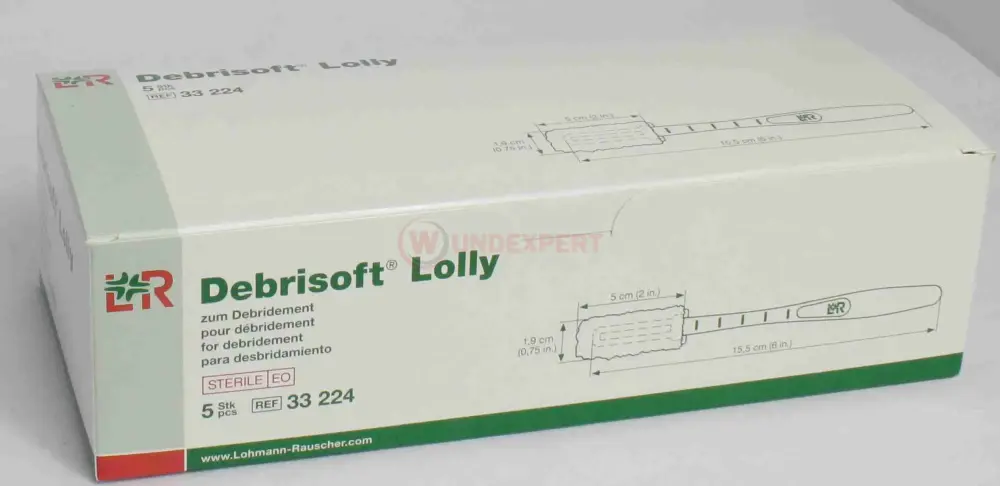 L&R
Debrisoft® Lolly
5 Stk
pcs
REF 33 224
5 cm (2 in.)
1,9 cm
(0,75 in.)
15,5 cm (6 in.)
L&R
WUNDEXPERT
L&R
Debrisoft® Lolly
zum Debridement
pour débridement
for debridement
para desbridamiento
STERILE EO
5 Stk
pcs
REF 33 224
5 cm (2 in.)
1,9 cm
(0,75 in.)
15,5 cm (6 in.)
L&R
www.Lohmann-Rauscher.com